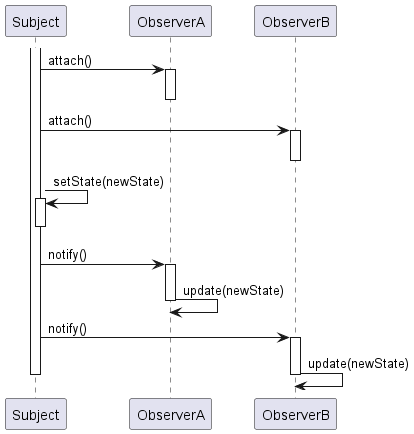 Subject ObserverA ObserverB
attach()
attach()
setState(newState)
notify()
update(newState)
notify()
update(newState)
Subject ObserverA ObserverB